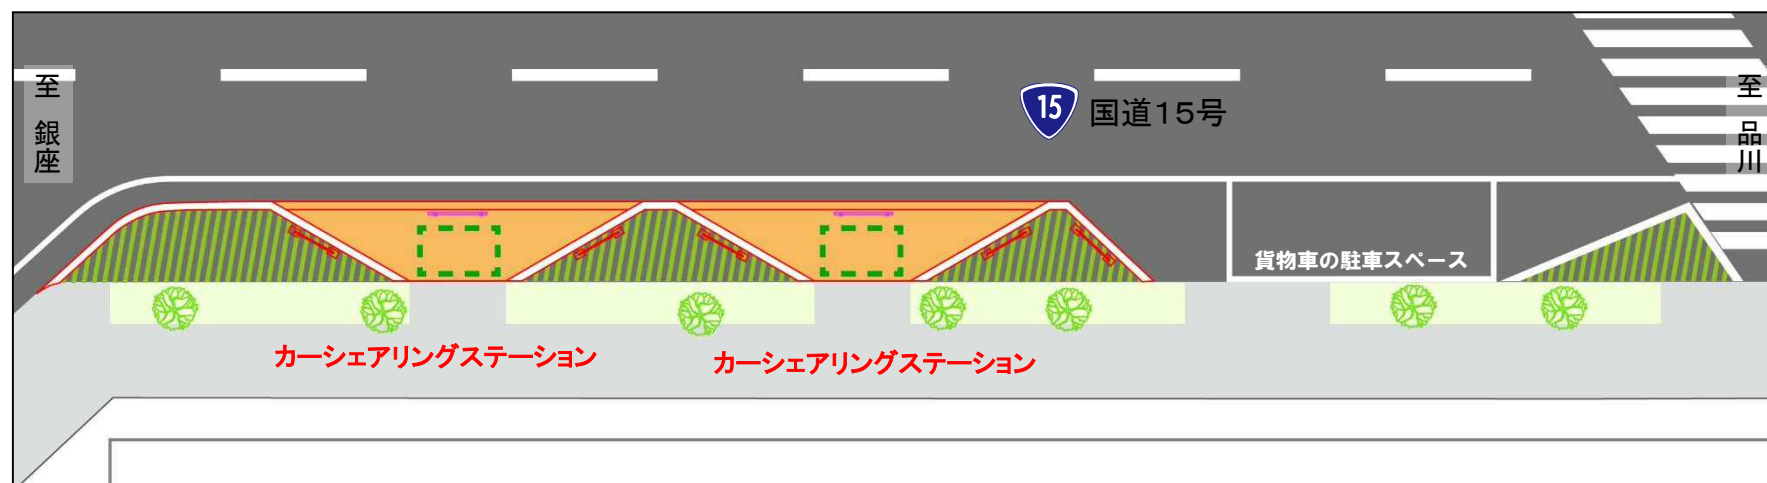 至 銀座
15
国道15号
至 品川
貨物車の駐車スペース
カーシェアリングステーション
カーシェアリングステーション